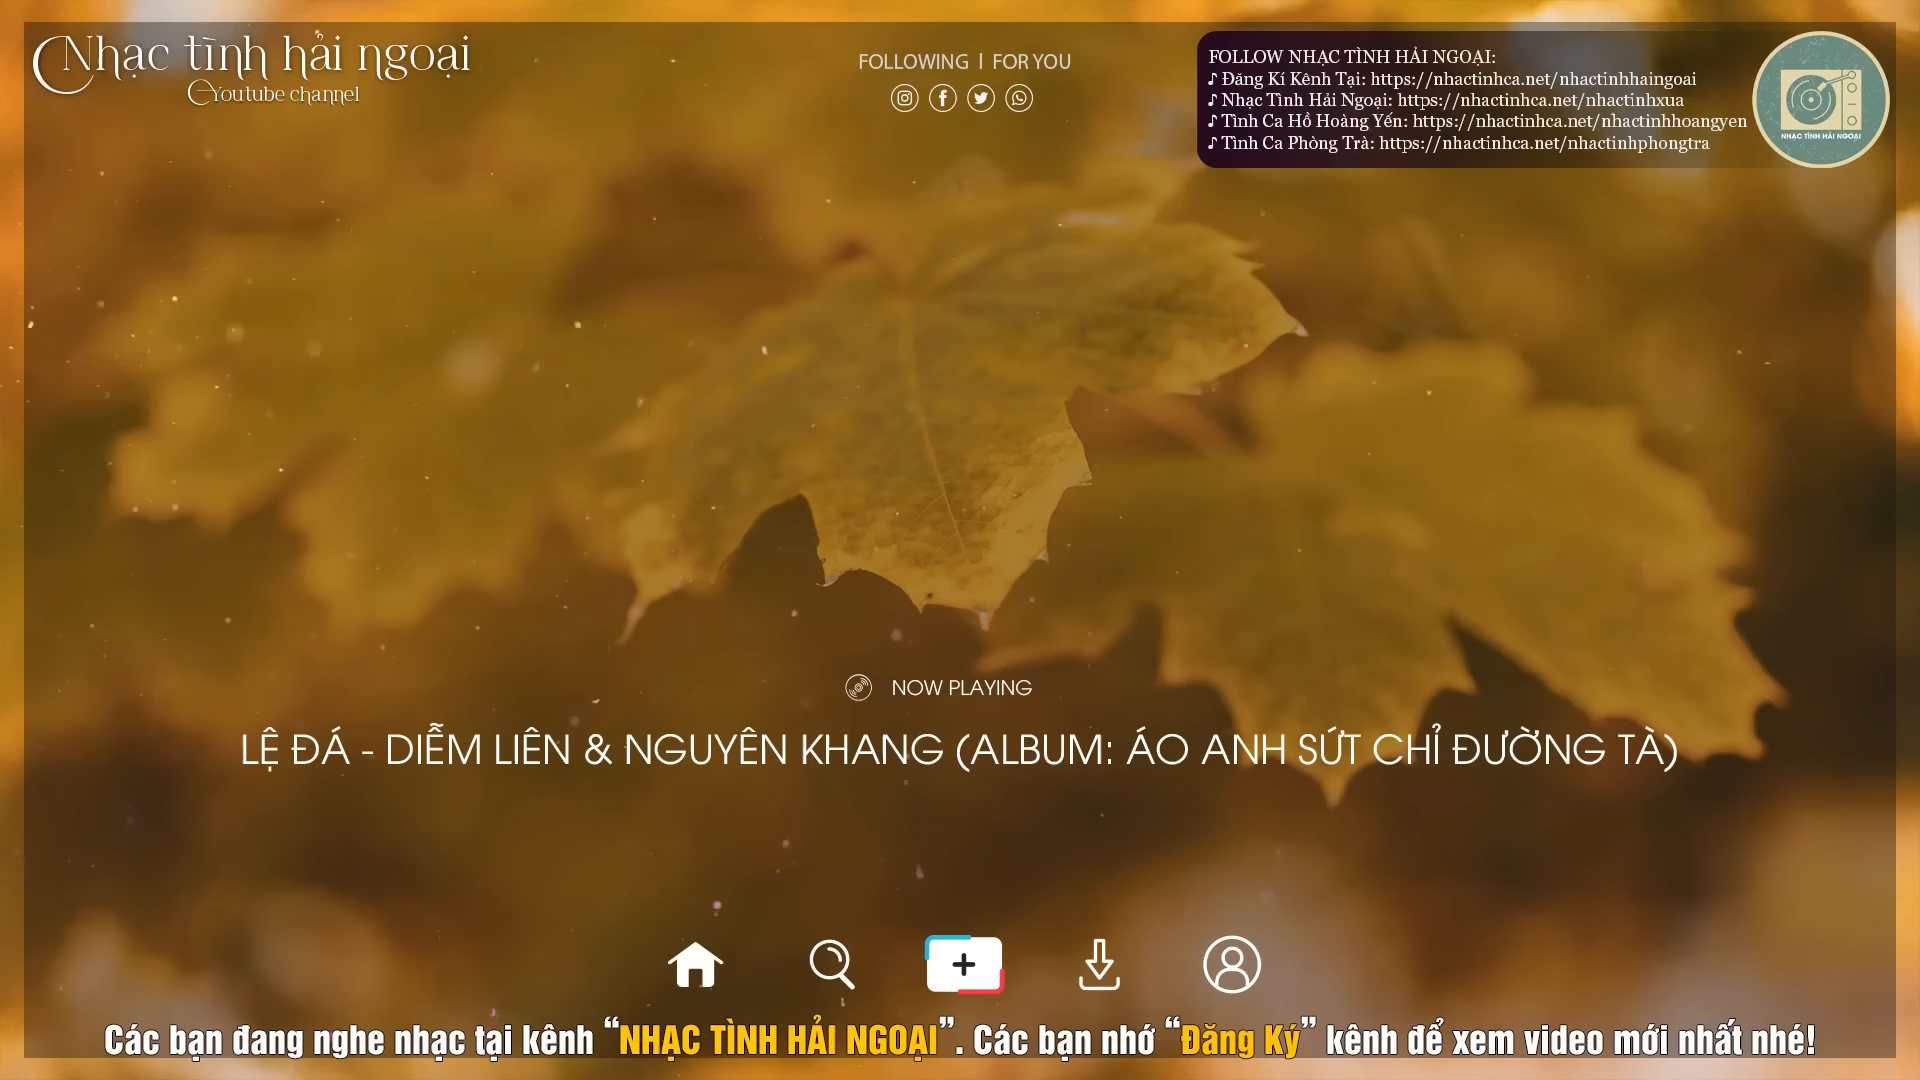 Nhạc tình hải ngoại
Youtube channel
FOLLOWING | FOR YOU
FOLLOW NHẠC TÌNH HẢI NGOẠI:
♪ Đăng Kí Kênh Tại: https://nhactinhca.net/nhactinhhaingoai
♪ Nhạc Tình Hải Ngoại: https://nhactinhca.net/nhactinhxua
♪ Tình Ca Hồ Hoàng Yến: https://nhactinhca.net/nhactinhhoangyen
♪ Tình Ca Phòng Trà: https://nhactinhca.net/nhactinhphongtra
NHẠC TÌNH HẢI NGOẠI
NOW PLAYING
LỆ ĐÁ - DIỄM LIÊN & NGUYÊN KHANG (ALBUM: ÁO ANH SỨT CHỈ ĐƯỜNG TÀ)
Các bạn đang nghe nhạc tại kênh “NHẠC TÌNH HẢI NGOẠI”. Các bạn nhớ “Đăng Ký” kênh để xem video mới nhất nhé!